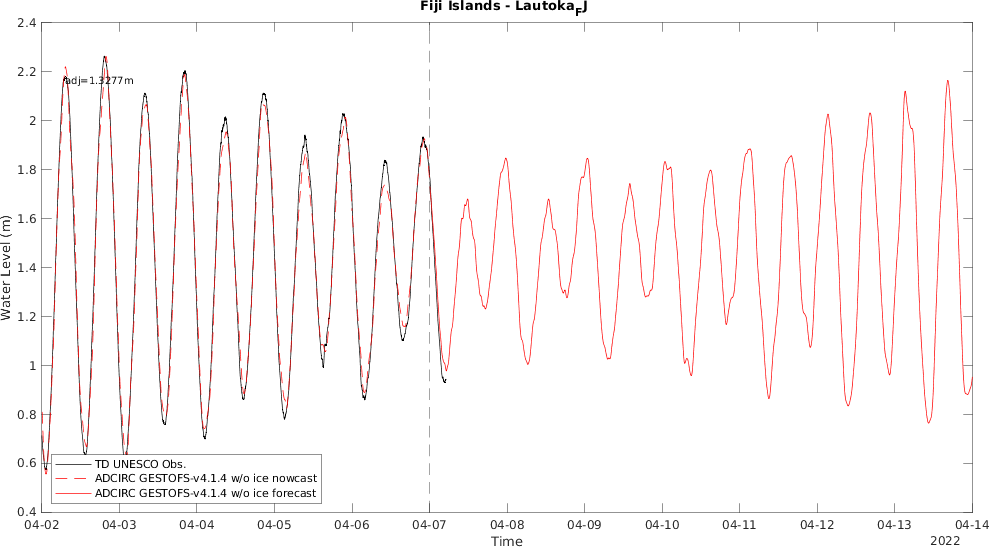 Fiji Islands - Lautoka_FJ
2.4
2.2
2
1.8
1.6
1.4
1.2
1
0.8
0.6
0.4
Water Level (m)
adj=1.3277m
TD UNESCO Obs.
ADCIRC GESTOFS-v4.1.4 w/o ice nowcast
ADCIRC GESTOFS-v4.1.4 w/o ice forecast
04-02 04-03 04-04 04-05 04-06 04-07 04-08 04-09 04-10 04-11 04-12 04-13 04-14
Time
2022